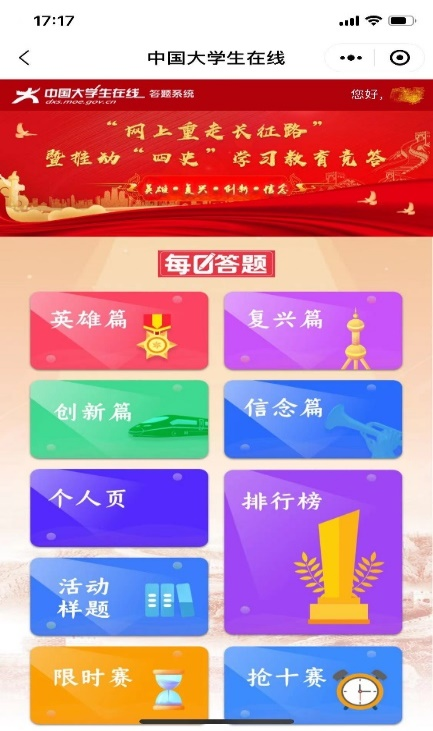 17:17
中国大学生在线
中国大学生在线 答题系统
dxs.moe.gov.cn
您好,
“网上重走长征路”
暨推动“四史”学习教育竞答
英雄·复兴·创新·信念
每日答题
英雄篇
复兴篇
创新篇
信念篇
个人页
排行榜
活动
样题
限时赛
抢十赛